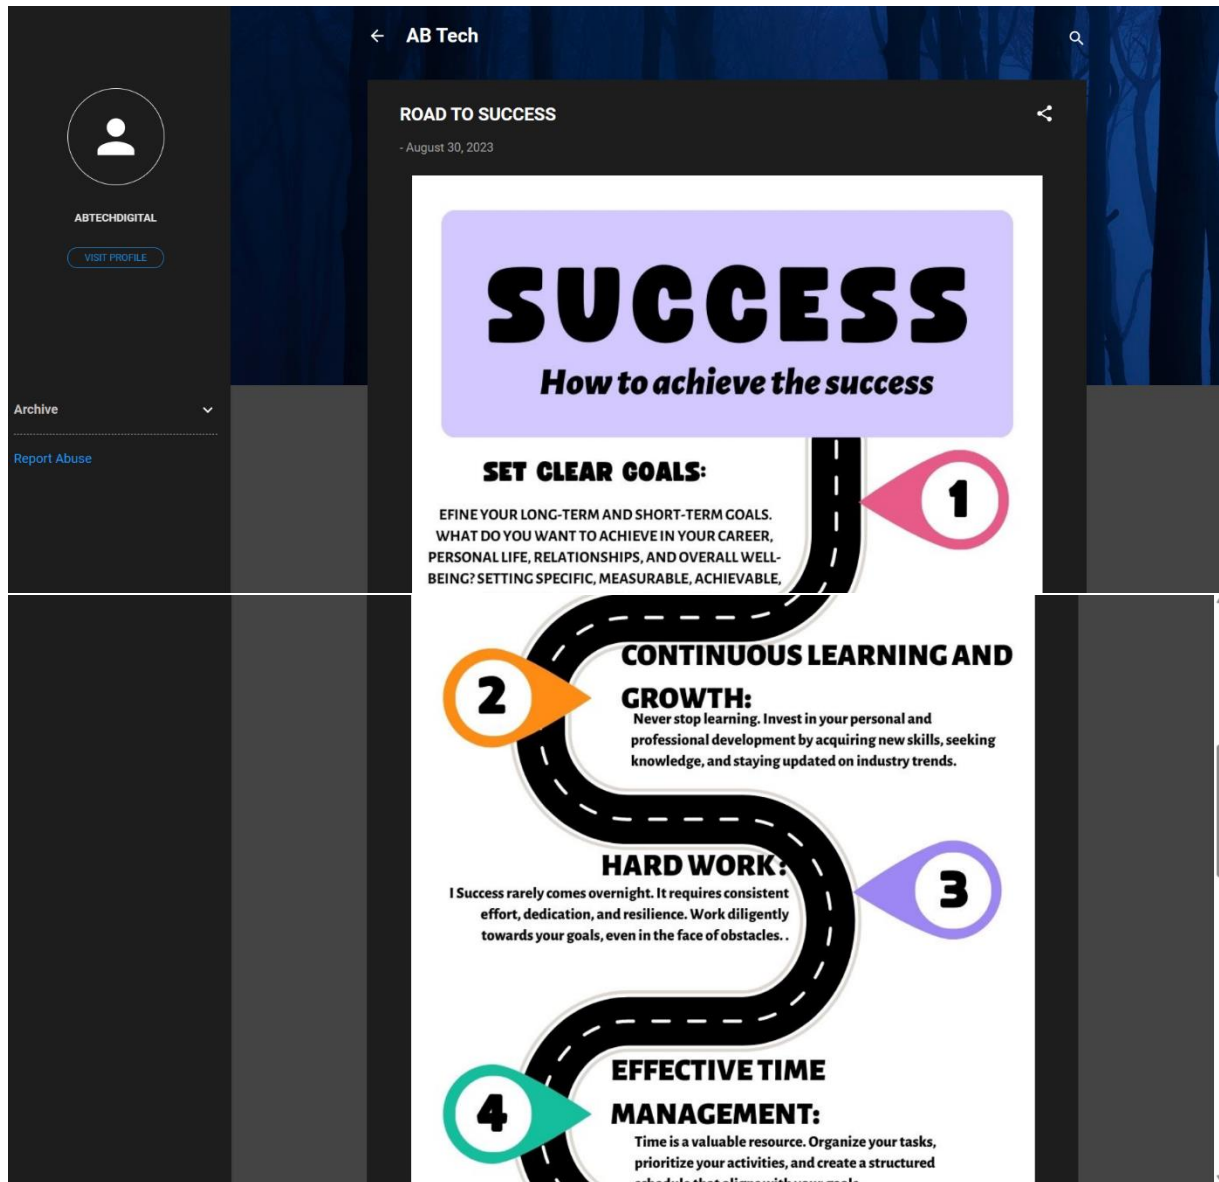 AB Tech
ROAD TO SUCCESS
- August 30, 2023
ABTECHDIGITAL
VISIT PROFILE
Archive
Report Abuse
SUCCESS
How to achieve the success
SET CLEAR GOALS:
1
EFINE YOUR LONG-TERM AND SHORT-TERM GOALS.
WHAT DO YOU WANT TO ACHIEVE IN YOUR CAREER,
PERSONAL LIFE, RELATIONSHIPS, AND OVERALL WELL-
BEING? SETTING SPECIFIC, MEASURABLE, ACHIEVABLE,
2
CONTINUOUS LEARNING AND
GROWTH:
Never stop learning. Invest in your personal and
professional development by acquiring new skills, seeking
knowledge, and staying updated on industry trends.
HARD WORK:
3
I Success rarely comes overnight. It requires consistent
effort, dedication, and resilience. Work diligently
towards your goals, even in the face of obstacles. .
4
EFFECTIVE TIME
MANAGEMENT:
Time is a valuable resource. Organize your tasks,
prioritize your activities, and create a structured
schedule that aligns with your goals